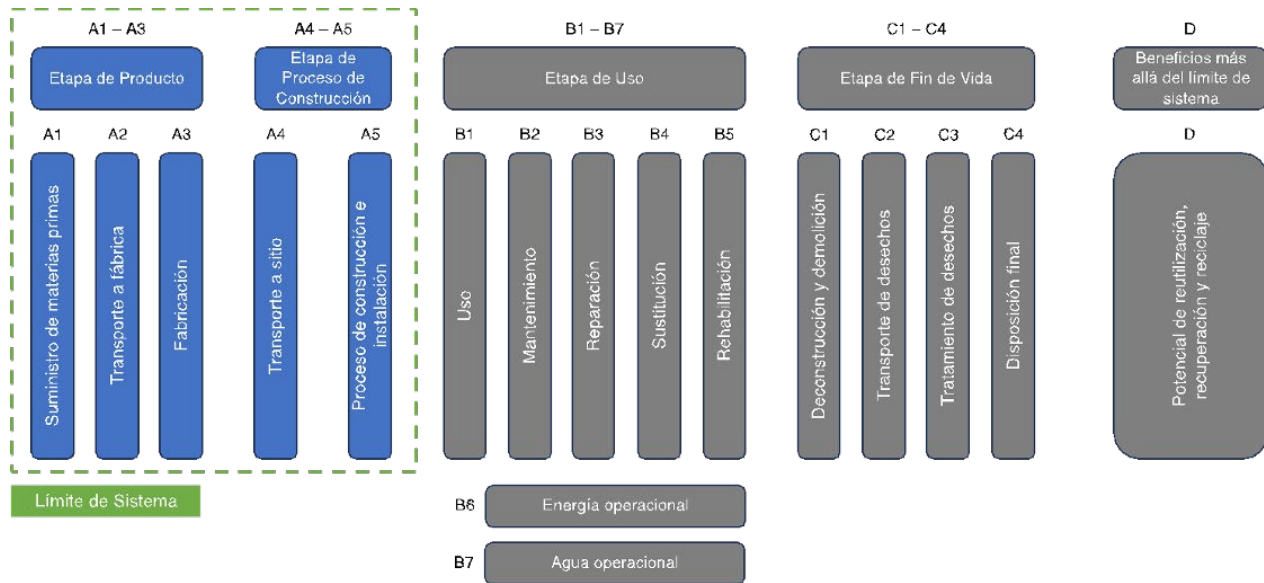 A1 – A3
A4 – A5
B1 – B7
C1 – C4
D
Etapa de Producto
Etapa de
Proceso de
Construcción
Etapa de Uso
Etapa de Fin de Vida
Beneficios más
allá del límite de
sistema
A1
A2
A3
A4
A5
B1
B2
B3
B4
B5
C1
C2
C3
C4
D
Suministro de materias primas
Transporte a fábrica
Fabricación
Transporte a sitio
Proceso de construcción e
instalación
Uso
Mantenimiento
Reparación
Sustitución
Rehabilitación
Deconstrucción y demolición
Transporte de desechos
Tratamiento de desechos
Disposición final
Potencial de reutilización,
recuperación y reciclaje
Límite de Sistema
B6
Energía operacional
B7
Agua operacional